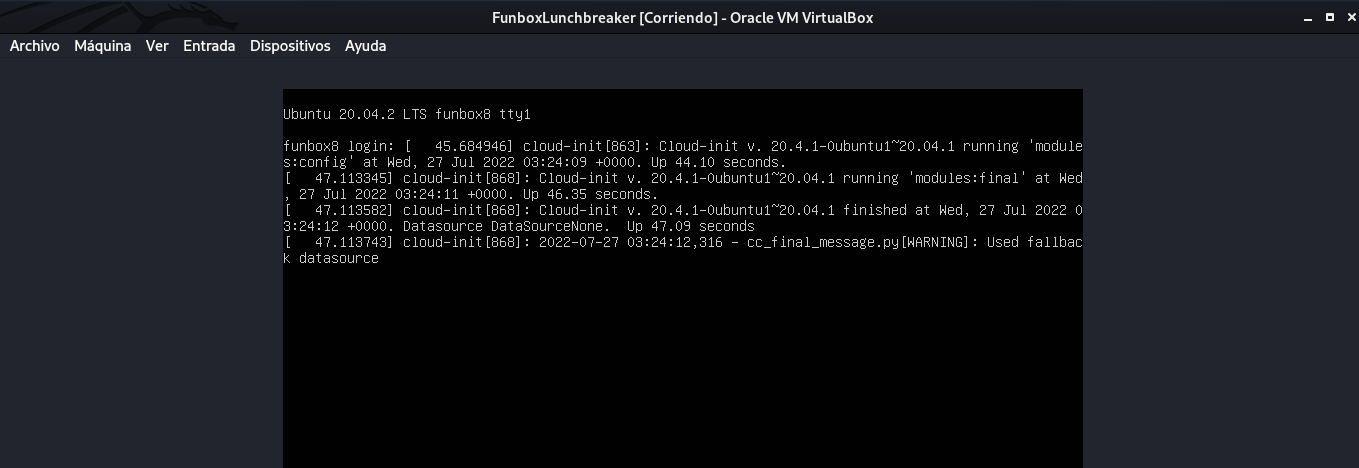 FunboxLunchbreaker [Corriendo] - Oracle VM VirtualBox
Archivo Máquina Ver Entrada Dispositivos Ayuda
Ubuntu 20.04.2 LTS funbox8 tty1
funbox8 login: [   45.684946] cloud-init[863]: Cloud-init v. 20.4.1-0ubuntu1~20.04.1 running 'module
s:config' at Wed, 27 Jul 2022 03:24:09 +0000. Up 44.10 seconds.
[   47.113345] cloud-init[868]: Cloud-init v. 20.4.1-0ubuntu1~20.04.1 running 'modules:final' at Wed
, 27 Jul 2022 03:24:11 +0000. Up 46.35 seconds.
[   47.113582] cloud-init[868]: Cloud-init v. 20.4.1-0ubuntu1~20.04.1 finished at Wed, 27 Jul 2022 0
3:24:12 +0000. Datasource DataSourceNone.  Up 47.09 seconds
[   47.113743] cloud-init[868]: 2022-07-27 03:24:12,316 - cc_final_message.py[WARNING]: Used fallbac
k datasource